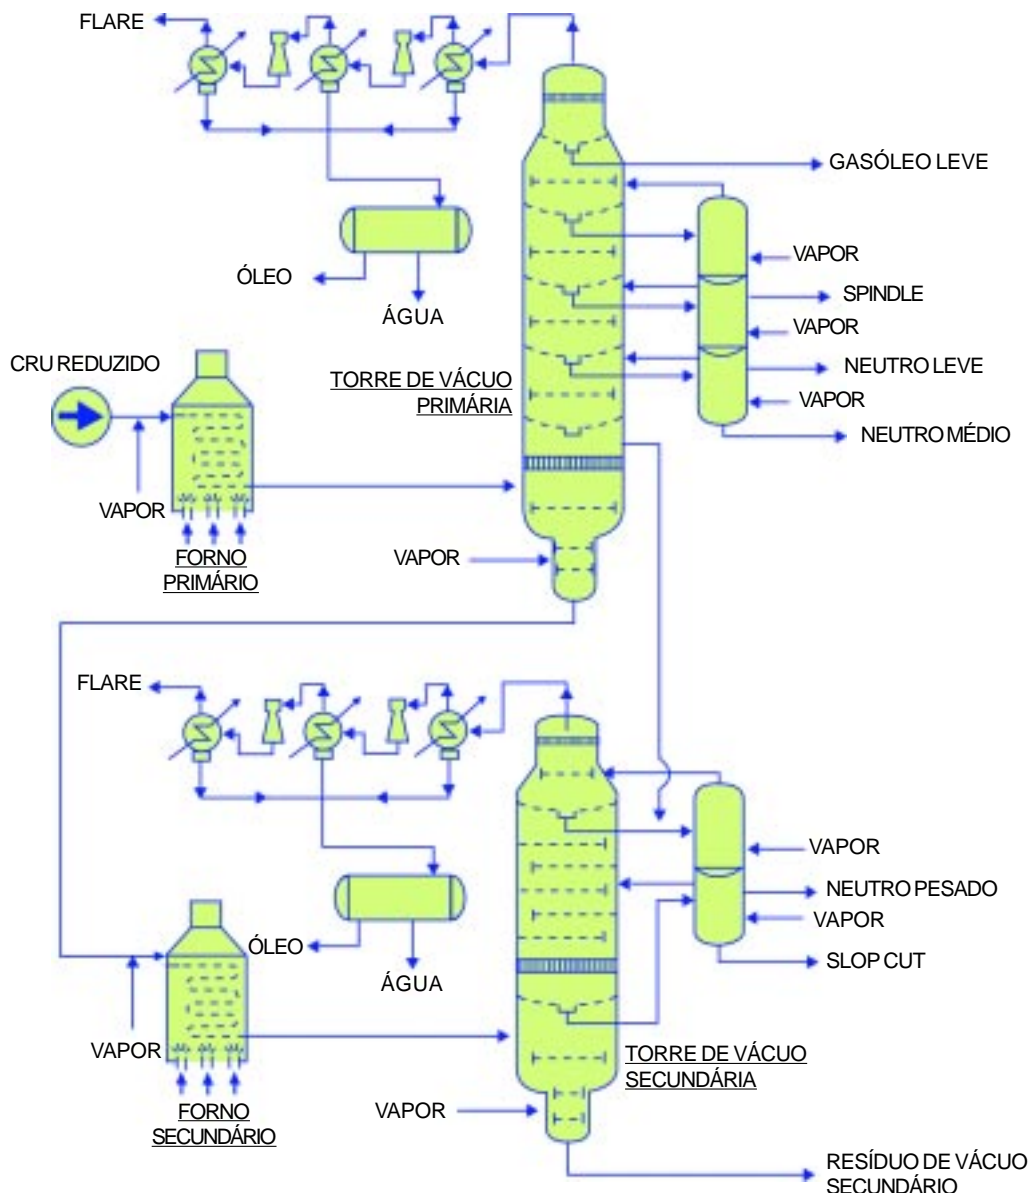 FLARE
GASÓLEO LEVE
VAPOR
ÓLEO
SPINDLE
ÁGUA
VAPOR
CRU REDUZIDO
TORRE DE VÁCUO
PRIMÁRIA
NEUTRO LEVE
VAPOR
NEUTRO MÉDIO
VAPOR
FORNO
PRIMÁRIO
VAPOR
FLARE
VAPOR
NEUTRO PESADO
VAPOR
ÓLEO
SLOP CUT
ÁGUA
VAPOR
TORRE DE VÁCUO
SECUNDÁRIA
FORNO
SECUNDÁRIO
VAPOR
RESÍDUO DE VÁCUO
SECUNDÁRIO